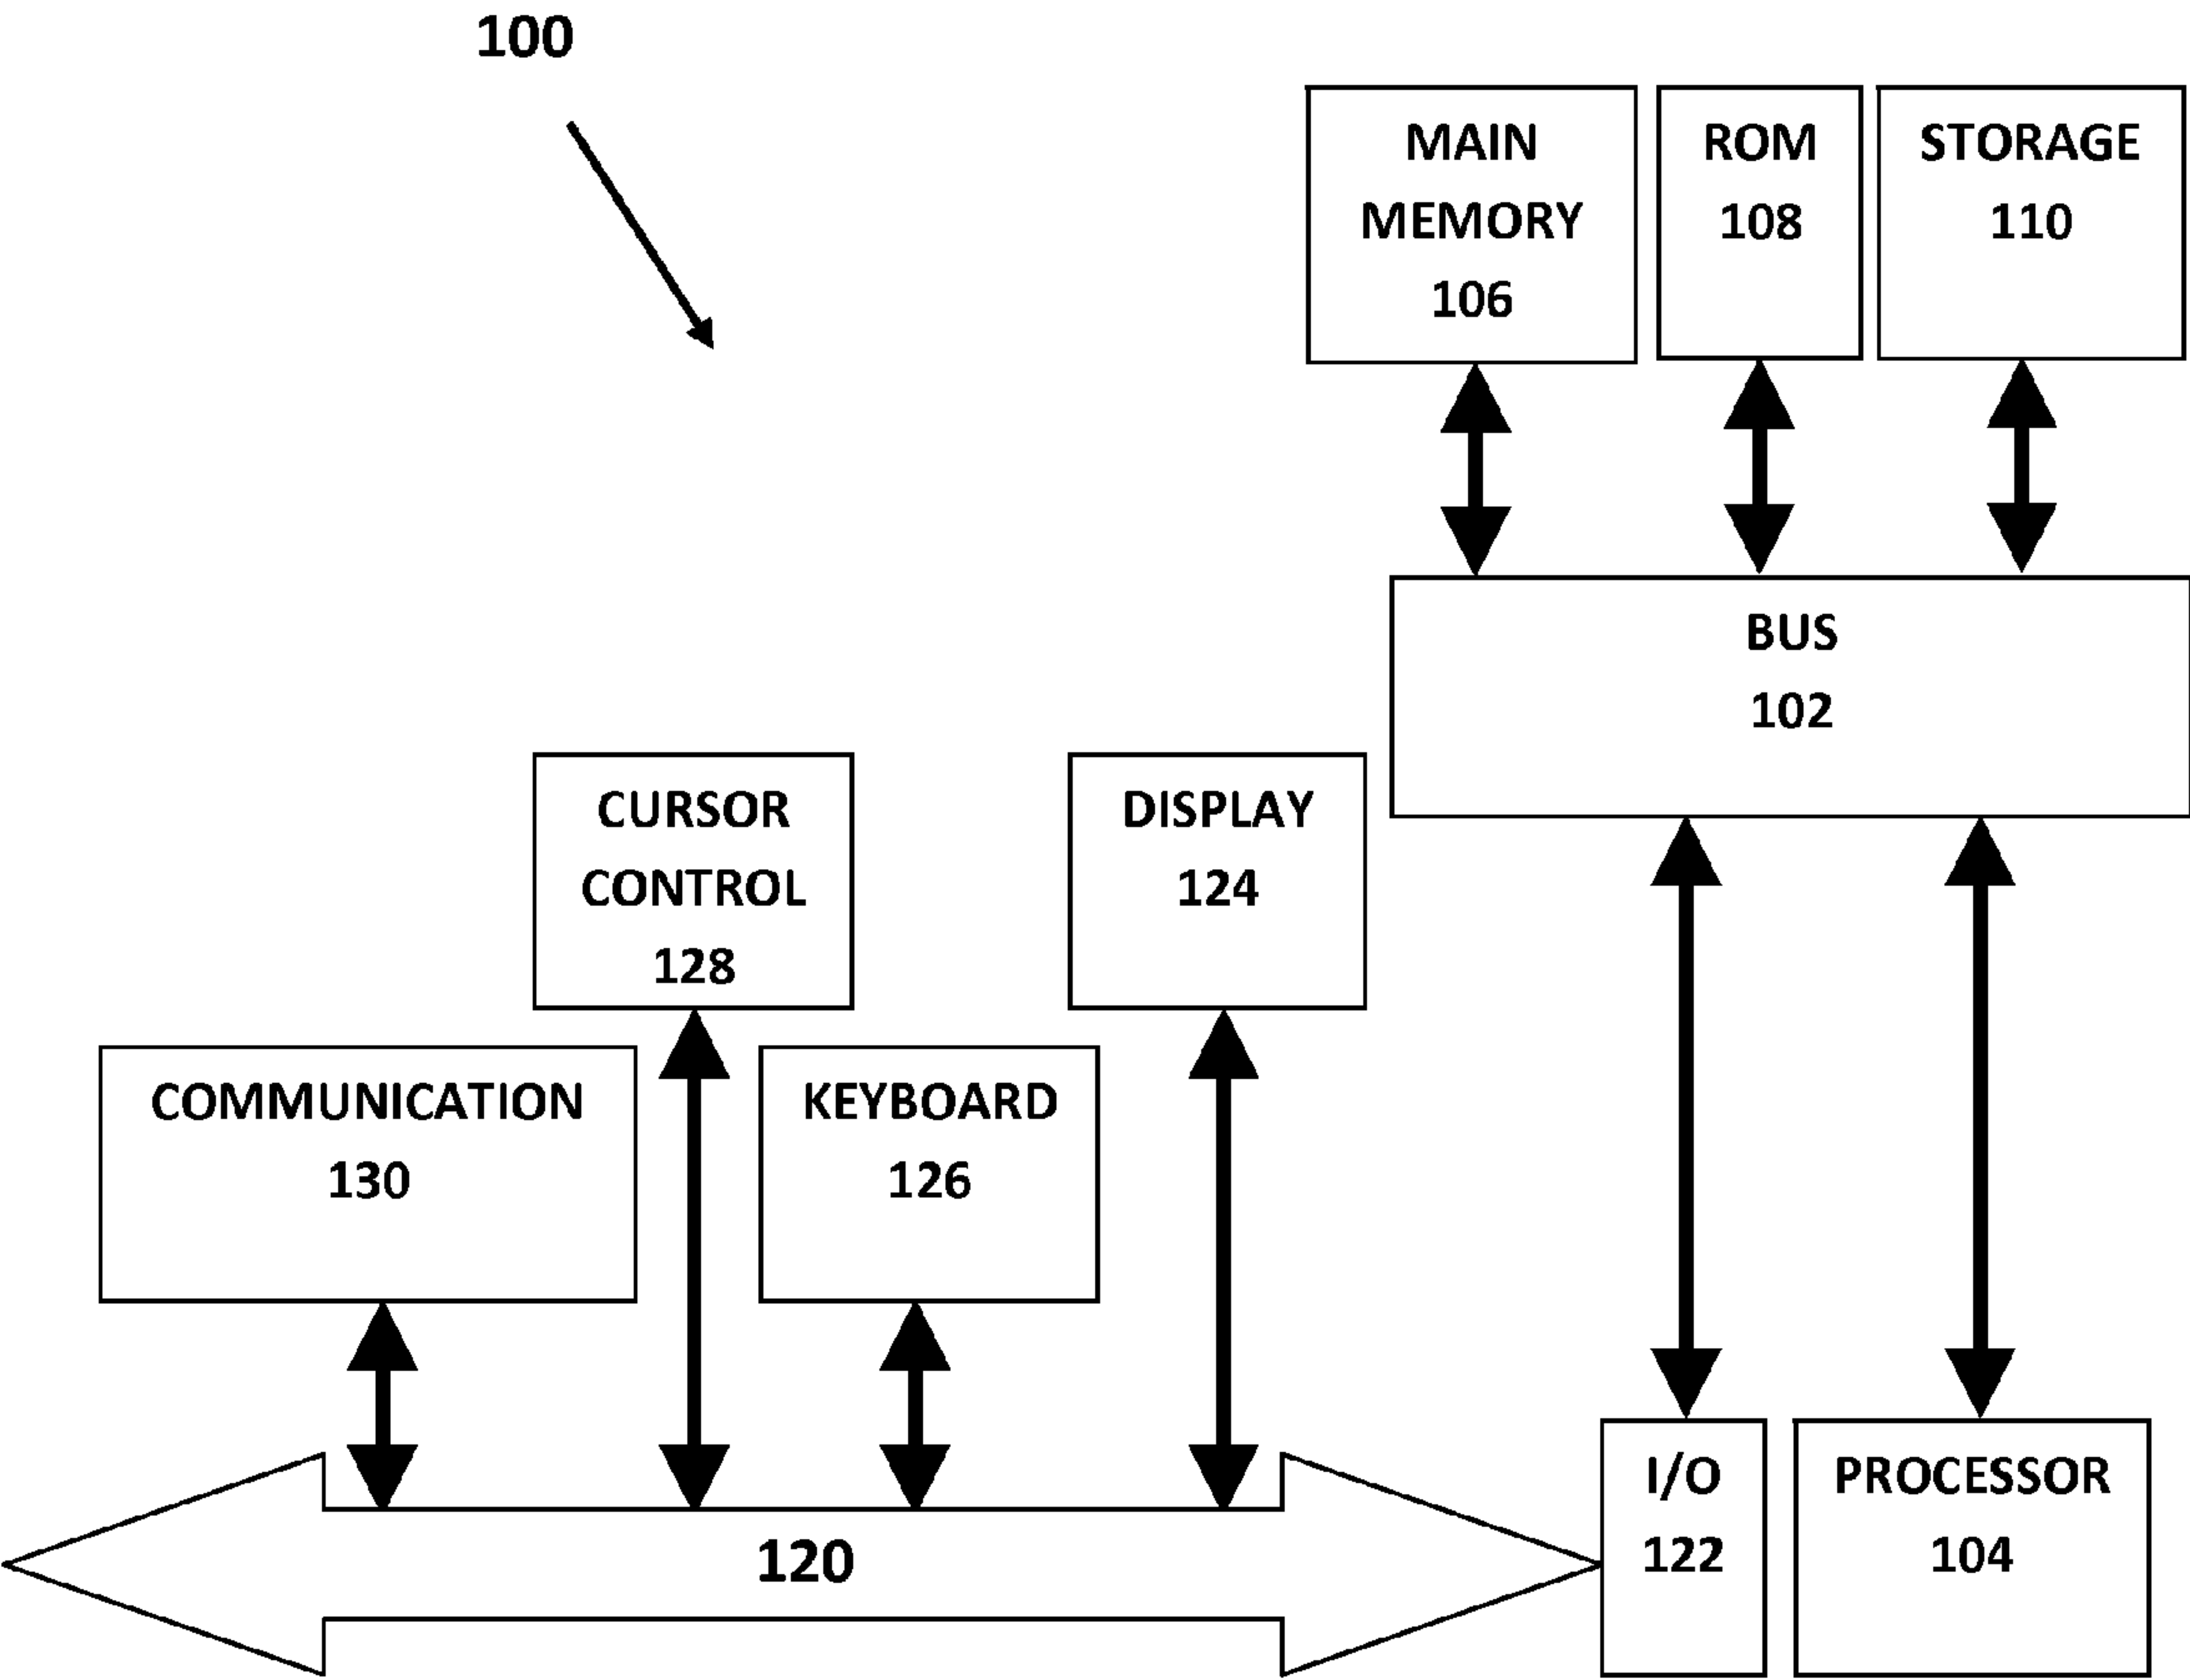 100
MAIN
MEMORY
106
ROM
108
STORAGE
110
BUS
102
CURSOR
CONTROL
128
DISPLAY
124
COMMUNICATION
130
KEYBOARD
126
I/O
122
PROCESSOR
104
120